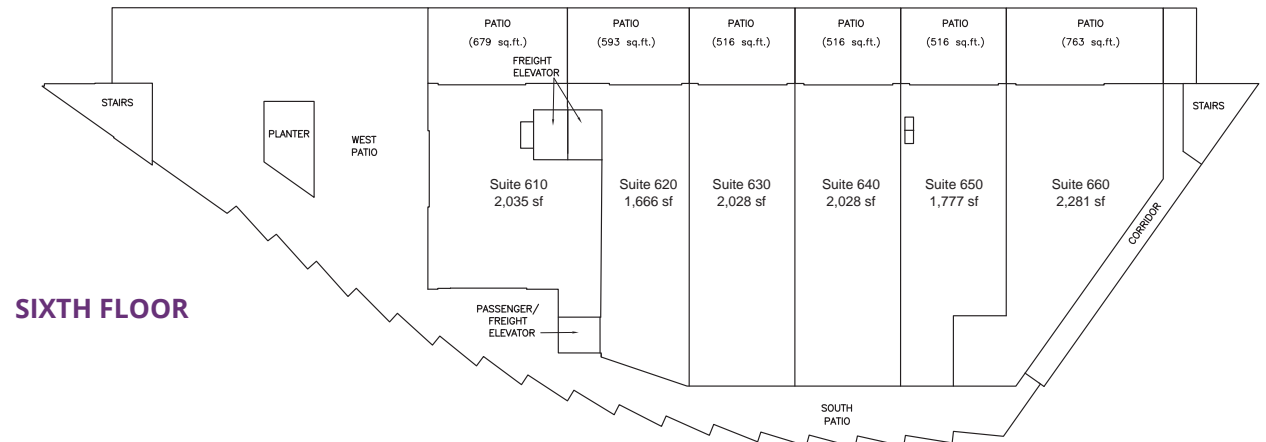 PATIO
(679 sq.ft.)
PATIO
(593 sq.ft.)
PATIO
(516 sq.ft.)
PATIO
(516 sq.ft.)
PATIO
(516 sq.ft.)
PATIO
(763 sq.ft.)
FREIGHT
ELEVATOR
STAIRS
PLANTER
WEST
PATIO
STAIRS
Suite 610
2,035 sf
Suite 620
1,666 sf
Suite 630
2,028 sf
Suite 640
2,028 sf
Suite 650
1,777 sf
Suite 660
2,281 sf
CORRIDOR
SIXTH FLOOR
PASSENGER/
FREIGHT
ELEVATOR
SOUTH
PATIO